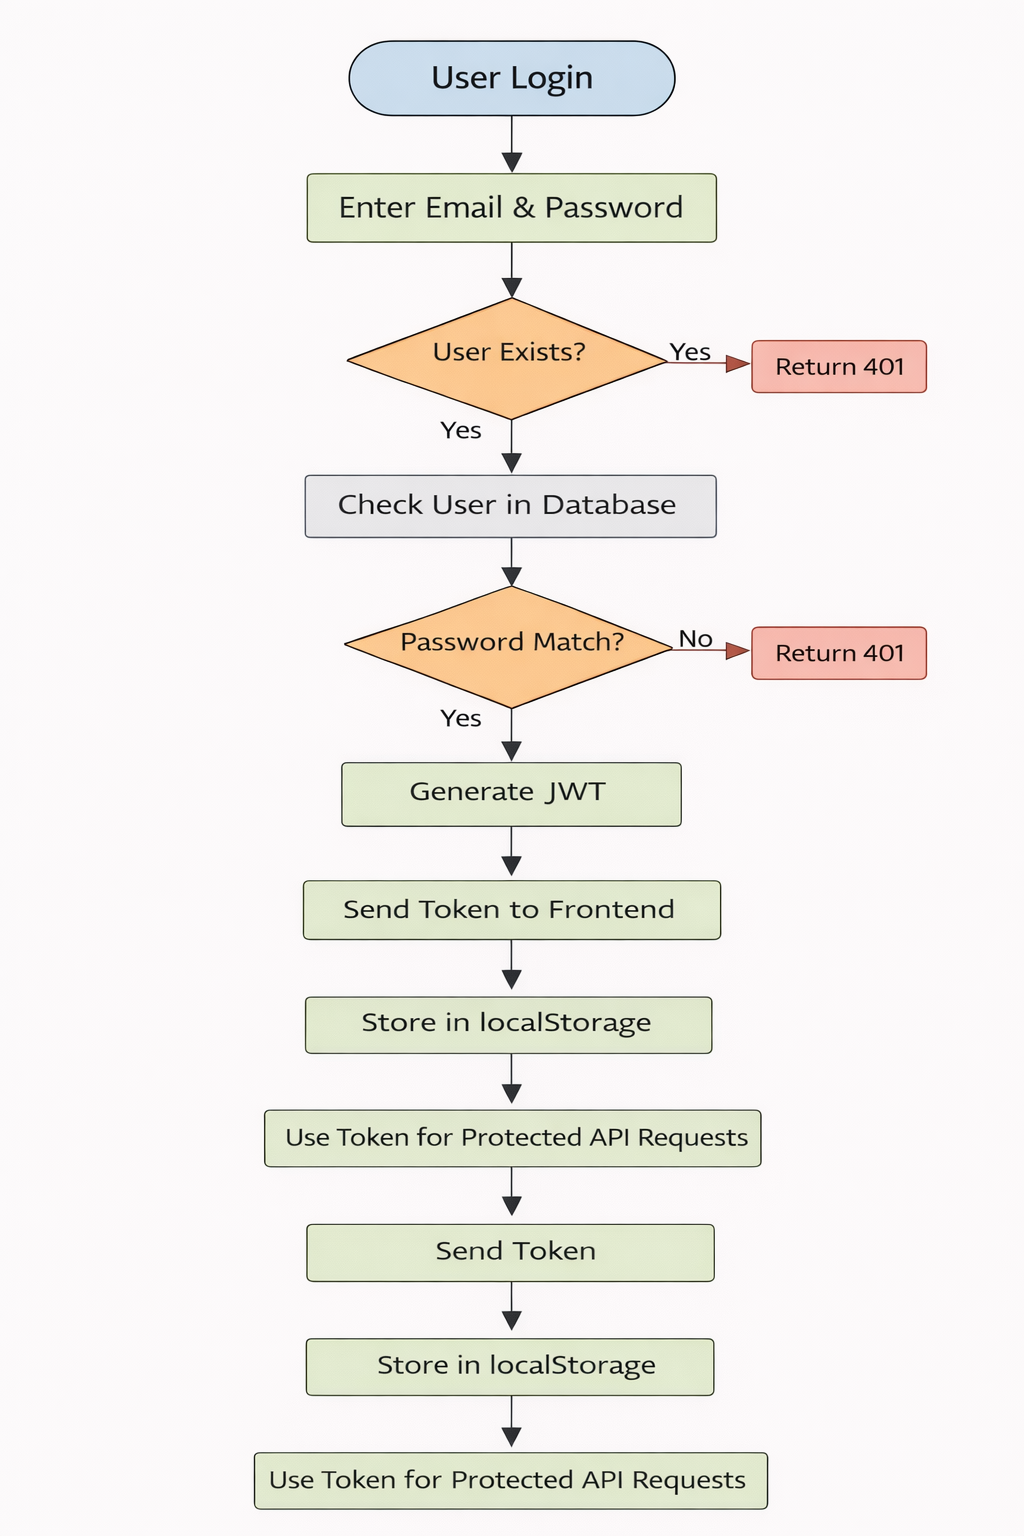 User Login
Enter Email & Password
User Exists?
Yes
Return 401
Yes
Check User in Database
Password Match?
No
Return 401
Yes
Generate JWT
Send Token to Frontend
Store in localStorage
Use Token for Protected API Requests
Send Token
Store in localStorage
Use Token for Protected API Requests